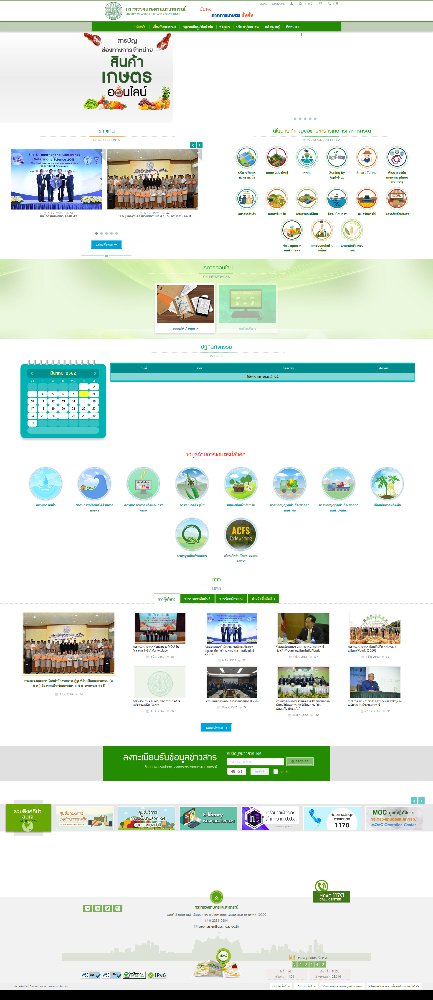 กระทรวงเกษตรและสหกรณ์
MINISTRY OF AGRICULTURE AND COOPERATIVES
มั่นคง
ภาคการเกษตร มั่งคั่ง
MOAC OPSMOAC ก
หน้าหลัก เกี่ยวกับกระทรวง กฎ/ระเบียบ/ข้อบังคับ ข่าวสาร บริการประชาชน คลังความรู้ ติดต่อเรา
สารบัญ
ช่องทางการจำหน่าย
สินค้า
เกษตร
ออนไลน์
ข่าวเด่น
NEWS HEADLINES
The 43rd International Conference
Veterinary Science 2019
The Thai Veterinary Medical Association
Under Royal Patronage
6 มี.ค. 2562 57
และการเลี้ยงสัตว์ ครั้งที่ 43
6 มี.ค. 2562 44
ป.ก.) จัดงานคล้ายวันสถาปนา ส.ป.ก. ครบรอบ 44 ปี
แสดงทั้งหมด
นโยบายสำคัญของกระทรวงเกษตรและสหกรณ์
MOAC IMPORTANT POLICY
ศพก
Agri-Map
บริหารจัดการ
ทรัพยากรน้ำ
เกษตรแปลงใหญ่
ศพก.
Zoning by
Agri-Map
Smart Farmer
พัฒนาสถาบัน
เกษตรกรรูปแบบ
ประชารัฐ
ธนาคารสินค้า
เกษตรอินทรีย์
เกษตรทฤษฎีใหม่
จัดระเบียบการ
ส่งเสริมการใช้
ตลาดสินค้าเกษตร
พัฒนาคุณภาพ
สินค้าเกษตร
การช่วยเหลือด้าน
หนี้สิน
แผนผลิตข้าวครบ
วงจร
บริการออนไลน์
ONLINE SERVICES
MOAC E-SERVICES
ขออนุมัติ / อนุญาต
ขอรับบริการ
ปฏิทินกิจกรรม
CALENDAR
มีนาคม 2562
อา จ อ พ พฤ ศ ส
1 2
3 4 5 6 7 8 9
10 11 12 13 14 15 16
17 18 19 20 21 22 23
24 25 26 27 28 29 30
31
วันที่ เวลา กิจกรรม สถานที่
ไม่พบรายการของเดือนนี้
ข้อมูลด้านการเกษตรที่สำคัญ
Manufacture
สถานการณ์น้ำ
สถานการณ์ภัยพิบัติด้านการ
เกษตร
สถานการณ์การผลิตและการ
ตลาด
การระบาดศัตรูพืช
แหล่งผลิตพืชอินทรีย์
การขออนุญาตนำเข้า/ส่งออก
สินค้าพืช
การขออนุญาตนำเข้า/ส่งออก
สินค้าปศุสัตว์
เตือนภัยการผลิตพืช
ACFS
Early warning
มาตรฐานสินค้าเกษตร
เตือนภัยสินค้าเกษตรและ
อาหาร
ข่าว
NEWS
ข่าวผู้บริหาร ข่าวประชาสัมพันธ์ ข่าวรับสมัครงาน ข่าวจัดซื้อจัดจ้าง
กระทรวงเกษตรฯ โดยสำนักงานการปฏิรูปที่ดินเพื่อเกษตรกรรม (ส.
ป.ก.) จัดงานคล้ายวันสถาปนา ส.ป.ก. ครบรอบ 44 ปี
6 มี.ค. 2562 44
โครงการ NGV Marketplace
กระทรวงเกษตรฯ ร่วมลงนาม MOU ใน
โครงการ NGV Marketplace
6 มี.ค. 2562 35
"รมว.เกษตรฯ" เปิดงานการประชุมวิชาการ
นานาชาติทางสัตวแพทย์และการเลี้ยงสัตว์
ครั้งที่ 43
6 มี.ค. 2562 57
รัฐมนตรีเกษตรฯ แจงเกษตรและสหกรณ์
จังหวัดทั่วประเทศเตรียมรับมือภัยแล้ง
4 มี.ค. 2562 197
กระทรวงเกษตรฯ เปิดปฏิบัติการฝนหลวง
เตรียมสู้ภัยแล้ง ปี 2562
1 มี.ค. 2562 88
กระทรวงเกษตรฯ เตรียมพร้อมรับมือโรค
อหิวาต์แอฟริกาในสุกร
1 มี.ค. 2562 66
เตรียมแผนการผลิตและการตลาดสุกร ปี 2562
28 ก.พ. 2562 79
กระทรวงเกษตรฯ จับมือตลาดไท ขยายตลาด
ผักผลไม้คุณภาพภายใต้โครงการ "ผัก
ปลอดภัย ผักร่วมใจ"
28 ก.พ. 2562 112
รมช.วิวัฒน์" น้อมนำศาสตร์ของพระราชามุ่งส่ง
เสริมการดำเนินงานสหกรณ์
27 ก.พ. 2562 62
แสดงทั้งหมด
ลงทะเบียนรับข้อมูลข่าวสาร
ข้อมูลกิจกรรมสำคัญ ของกระทรวงเกษตรและสหกรณ์
รับข้อมูลข่าวสาร ฟรี ...
กรุณากรอก E-mail
SUBSCRIBE
48 - 21 = ผลลัพธ์ ยกเลิก
รวมลิงค์ที่น่า
สนใจ
USEFUL LINKS
ศูนย์ปฏิบัติการ
ต่อต้านการทุจริต
กระทรวงเกษตรและสหกรณ์
ศูนย์บริการ
การพัฒนาปลวกแดง
ตามพระราชดำริ
E-library
ห้องสมุดกระทรวง
เครือข่ายเฝ้าระวัง
สำนักงาน ป.ป.ช.
สอบถามข้อมูล
การเกษตร
1170
MOC ศูนย์ปฏิบัติการ
กระทรวงเกษตรและสหกรณ์
MOAC Operation Center
MOAC 1170
CALL CENTER
กระทรวงเกษตรและสหกรณ์
เลขที่ 3 ถนนราชดำเนินนอก แขวงบ้านพานถม เขตพระนคร กรุงเทพฯ 10200
0-2281-5884
webmaster@opsmoac.go.th
MOAC
W3C CSS W3C HTML AChecker WCAG 2-AA IPv6
จำนวนผู้เยี่ยมชมเว็บไซต์
3 7 3 4 4 0
วันนี้ : 52 เดือนนี้ : 6,336
เมื่อวาน : 1,001 เดือนที่แล้ว : 23,316
สงวนลิขสิทธิ์ โดยกระทรวงเกษตรและสหกรณ์
แผนผังเว็บไซต์ นโยบายเว็บไซต์ นโยบายคุ้มครองข้อมูลส่วนบุคคล นโยบายรักษาความมั่นคงปลอดภัยเว็บไซต์